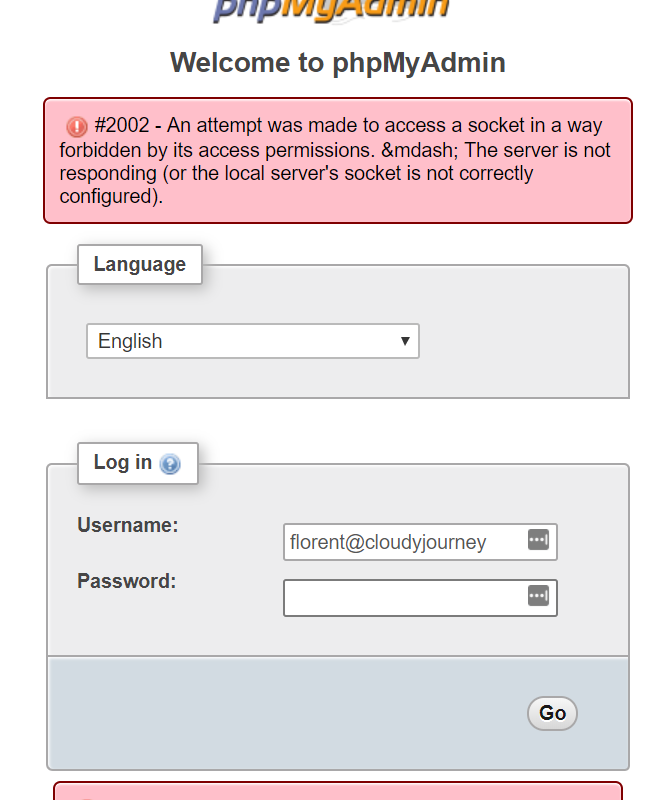 phpMyAdmin
Welcome to phpMyAdmin
#2002 - An attempt was made to access a socket in a way
forbidden by its access permissions. &mdash; The server is not
responding (or the local server's socket is not correctly
configured).
Language
English
Log in
Username:
florent@cloudyjourney
Password:
Go